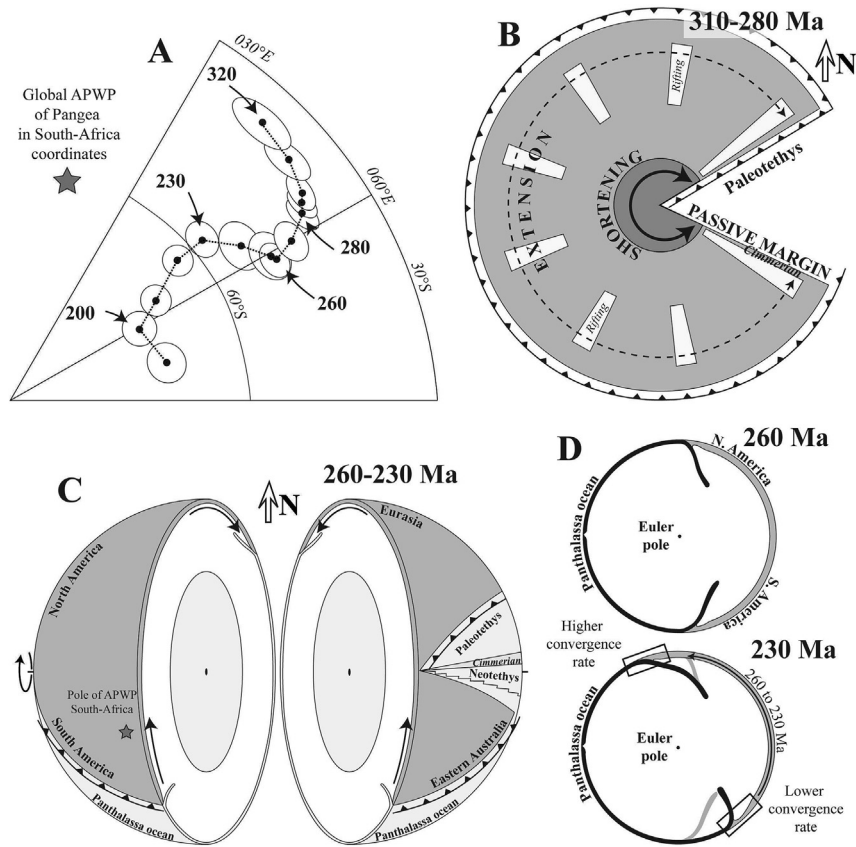 A
030°E
320
Global APWP
of Pangea
in South-Africa
coordinates
230
060°E
280
260
30°S
60°S
200
B
310-280 Ma
N
Rifting
EXTENSION
SHORTENING
Paleotethys
PASSIVE MARGIN
Cimmerian
Rifting
C
260-230 Ma
N
North America
Eurasia
Paleotethys
Cimmerian
Neotethys
Pole of APWP
South-Africa
South America
Eastern Australia
Panthalassa ocean
Panthalassa ocean
D
260 Ma
N. America
Panthalassa ocean
Euler
pole
S. America
Higher
convergence
rate
230 Ma
260 to 230 Ma
Panthalassa ocean
Euler
pole
Lower
convergence
rate